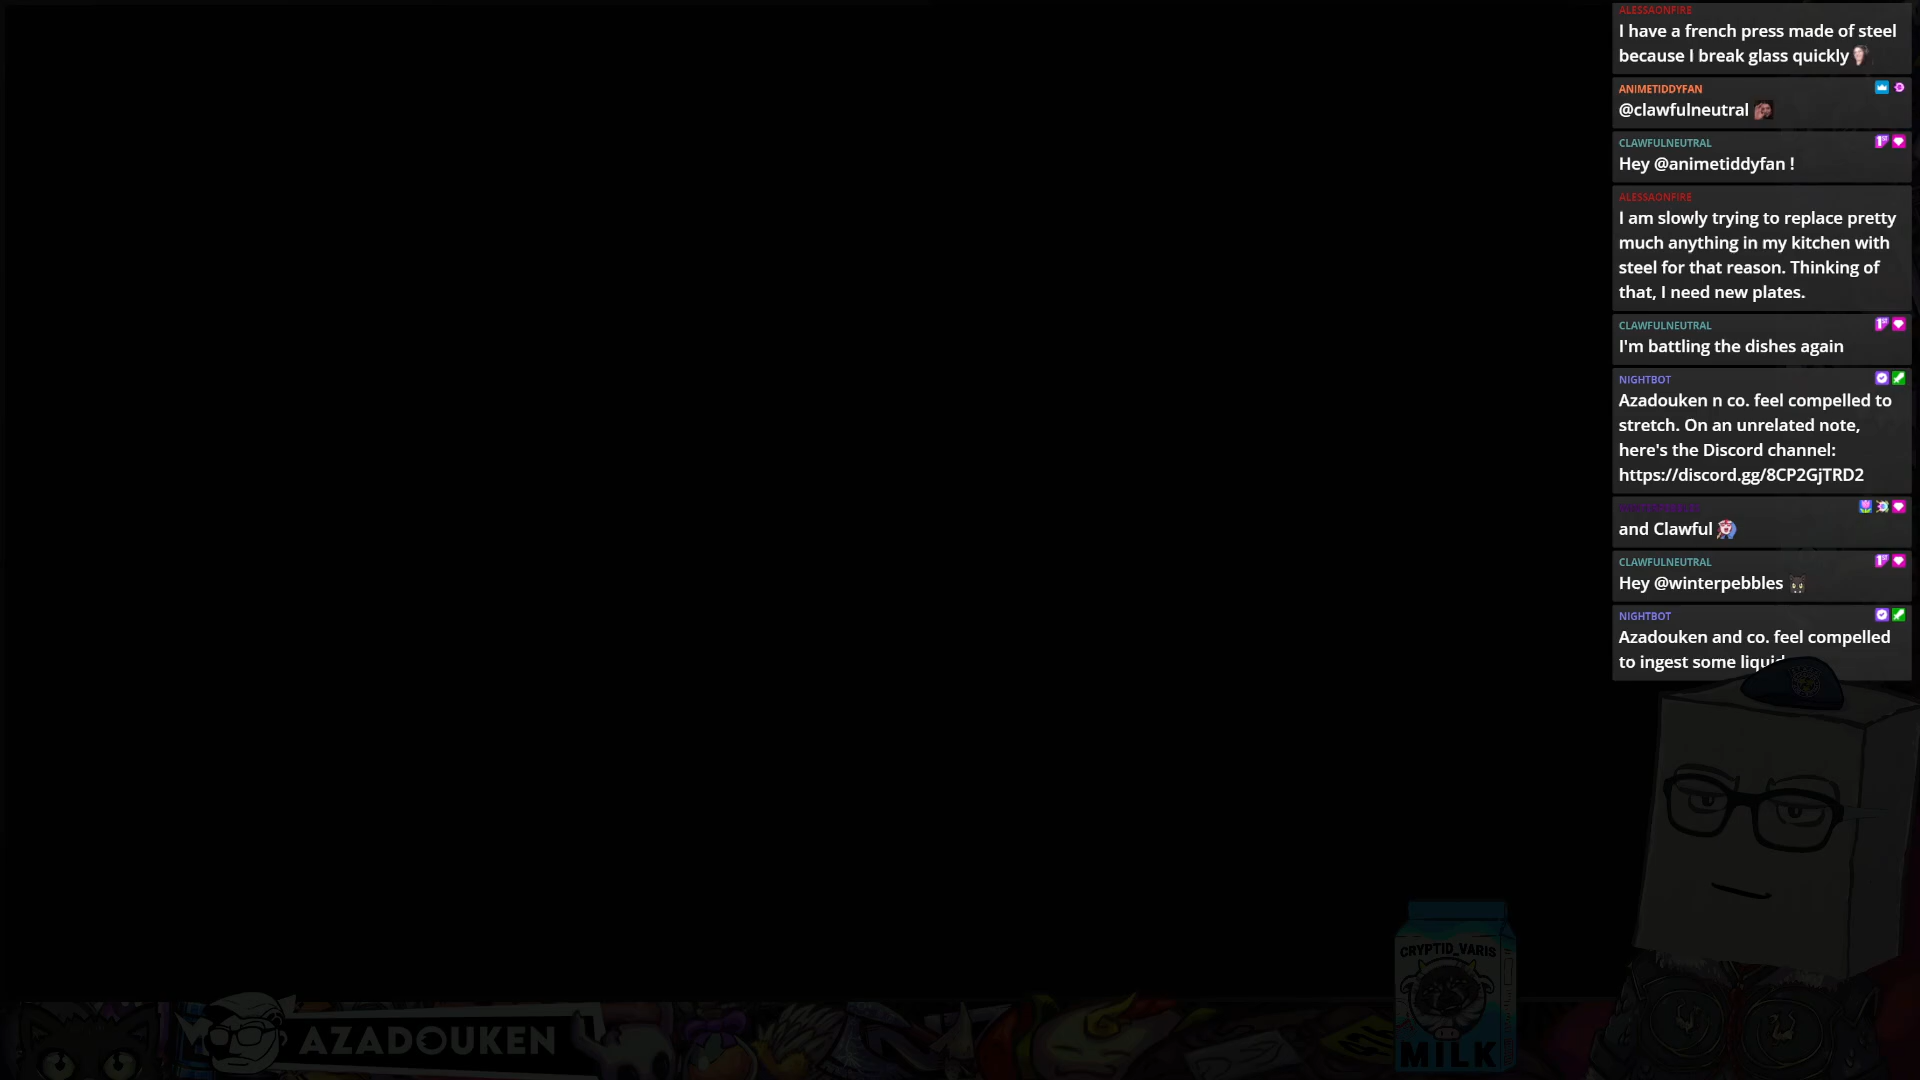 ALESSAONFIRE
I have a french press made of steel
because I break glass quickly
ANIMETIDDYFAN
@clawfulneutral
CLAWFULNEUTRAL
Hey @animetiddyfan !
ALESSAONFIRE
I am slowly trying to replace pretty
much anything in my kitchen with
steel for that reason. Thinking of
that, I need new plates.
CLAWFULNEUTRAL
I'm battling the dishes again
NIGHTBOT
Azadouken n co. feel compelled to
stretch. On an unrelated note,
here's the Discord channel:
https://discord.gg/8CP2GjTRD2
and Clawful
CLAWFULNEUTRAL
Hey @winterpebbles
NIGHTBOT
Azadouken and co. feel compelled
to ingest some
CRYPTID_VARIS
MILK
AZADOUKEN